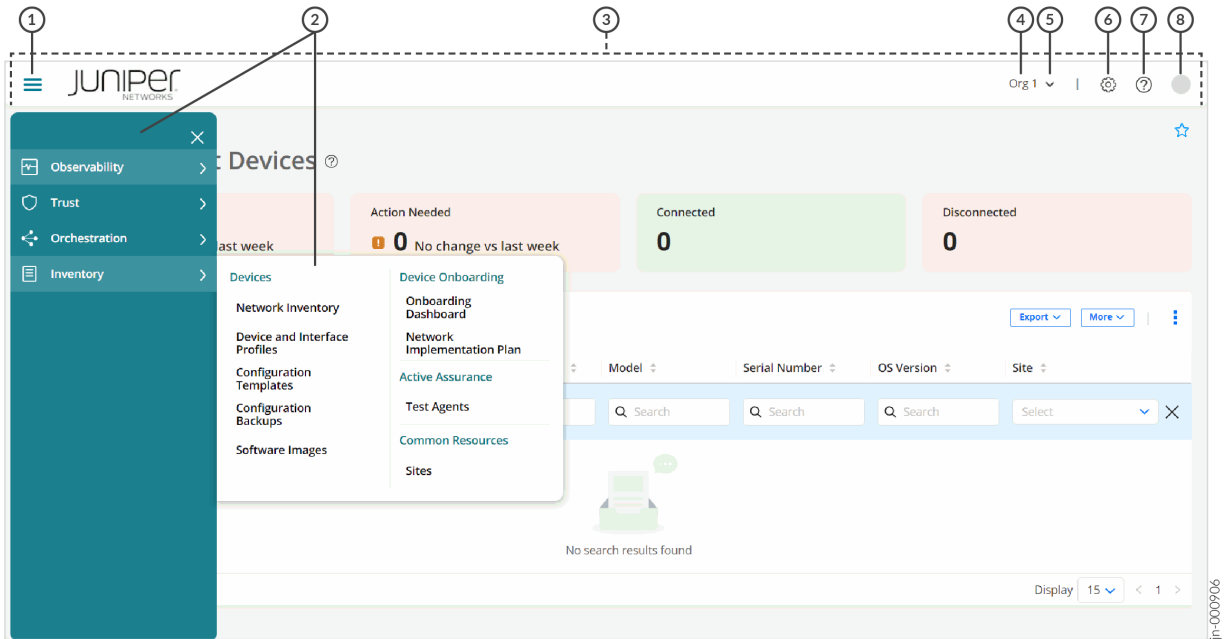 1
2
3
4
5
6
7
8
JUNIPER
NETWORKS
Org 1
Observability
Trust
Orchestration
Inventory
Devices
last week
Action Needed
0 No change vs last week
Connected
0
Disconnected
0
Devices
Network Inventory
Device and Interface
Profiles
Configuration
Templates
Configuration
Backups
Software Images
Device Onboarding
Onboarding
Dashboard
Network
Implementation Plan
Active Assurance
Test Agents
Common Resources
Sites
Export
More
Model
Serial Number
OS Version
Site
Search
Search
Search
Select
No search results found
Display 15 < 1 >
jn-000906